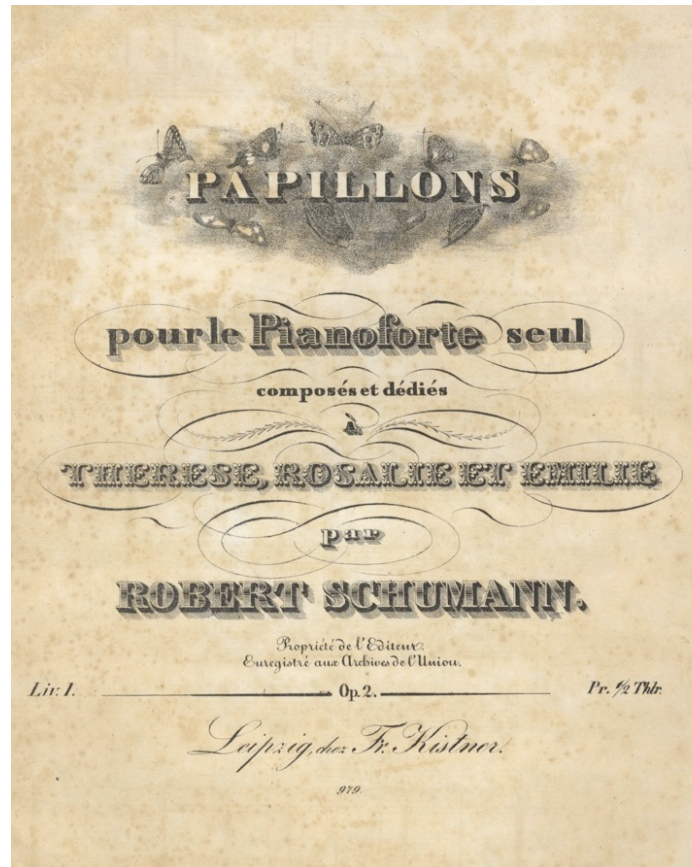 PAPILLONS
pour le Pianoforte seul
composés et dédiés
À
THERESE, ROSALIE ET EMILIE
par
ROBERT SCHUMANN.
Propriété de l'Editeur.
Enregistré aux Archives de l'Union.
Liv. I. Op. 2. Pr. 1/2 Thlr.
Leipzig, chez Fr. Kistner.
979.